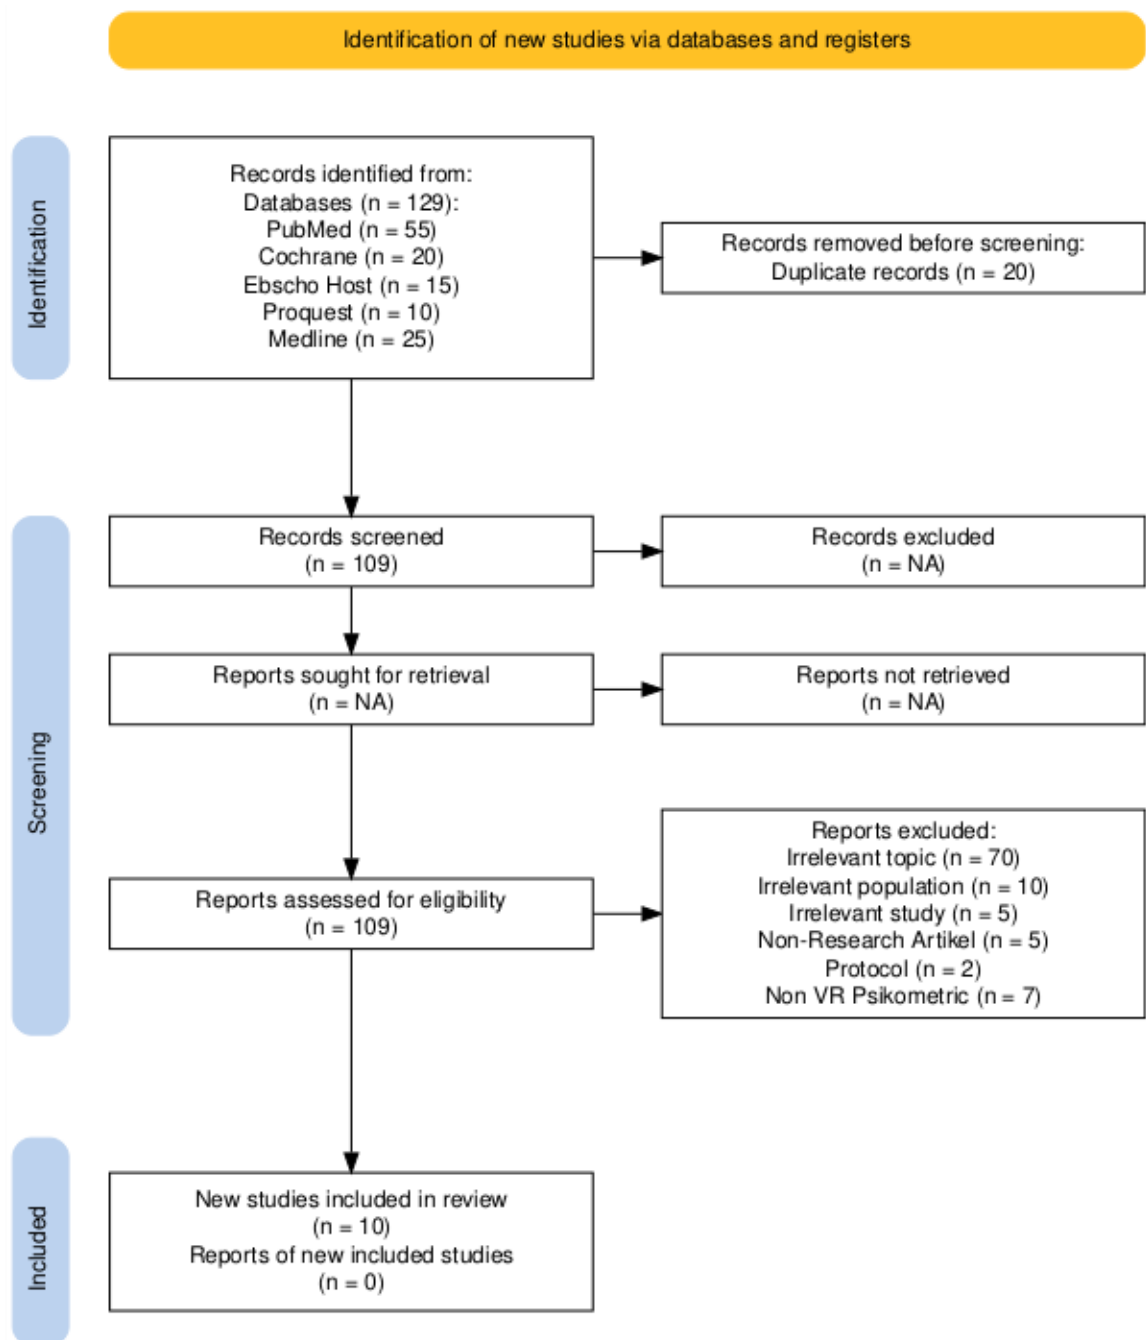 Identification of new studies via databases and registers
Identification
Records identified from:
Databases (n = 129):
PubMed (n = 55)
Cochrane (n = 20)
Ebscho Host (n = 15)
Proquest (n = 10)
Medline (n = 25)
Records removed before screening:
Duplicate records (n = 20)
Screening
Records screened
(n = 109)
Records excluded
(n = NA)
Reports sought for retrieval
(n = NA)
Reports not retrieved
(n = NA)
Reports assessed for eligibility
(n = 109)
Reports excluded:
Irrelevant topic (n = 70)
Irrelevant population (n = 10)
Irrelevant study (n = 5)
Non-Research Artikel (n = 5)
Protocol (n = 2)
Non VR Psikometric (n = 7)
Included
New studies included in review
(n = 10)
Reports of new included studies
(n = 0)